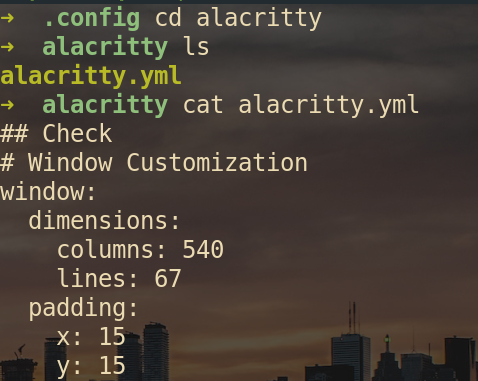 → .config cd alacritty
→ alacritty ls
alacritty.yml
→ alacritty cat alacritty.yml
## Check
# Window Customization
window:
  dimensions:
    columns: 540
    lines: 67
  padding:
    x: 15
    y: 15